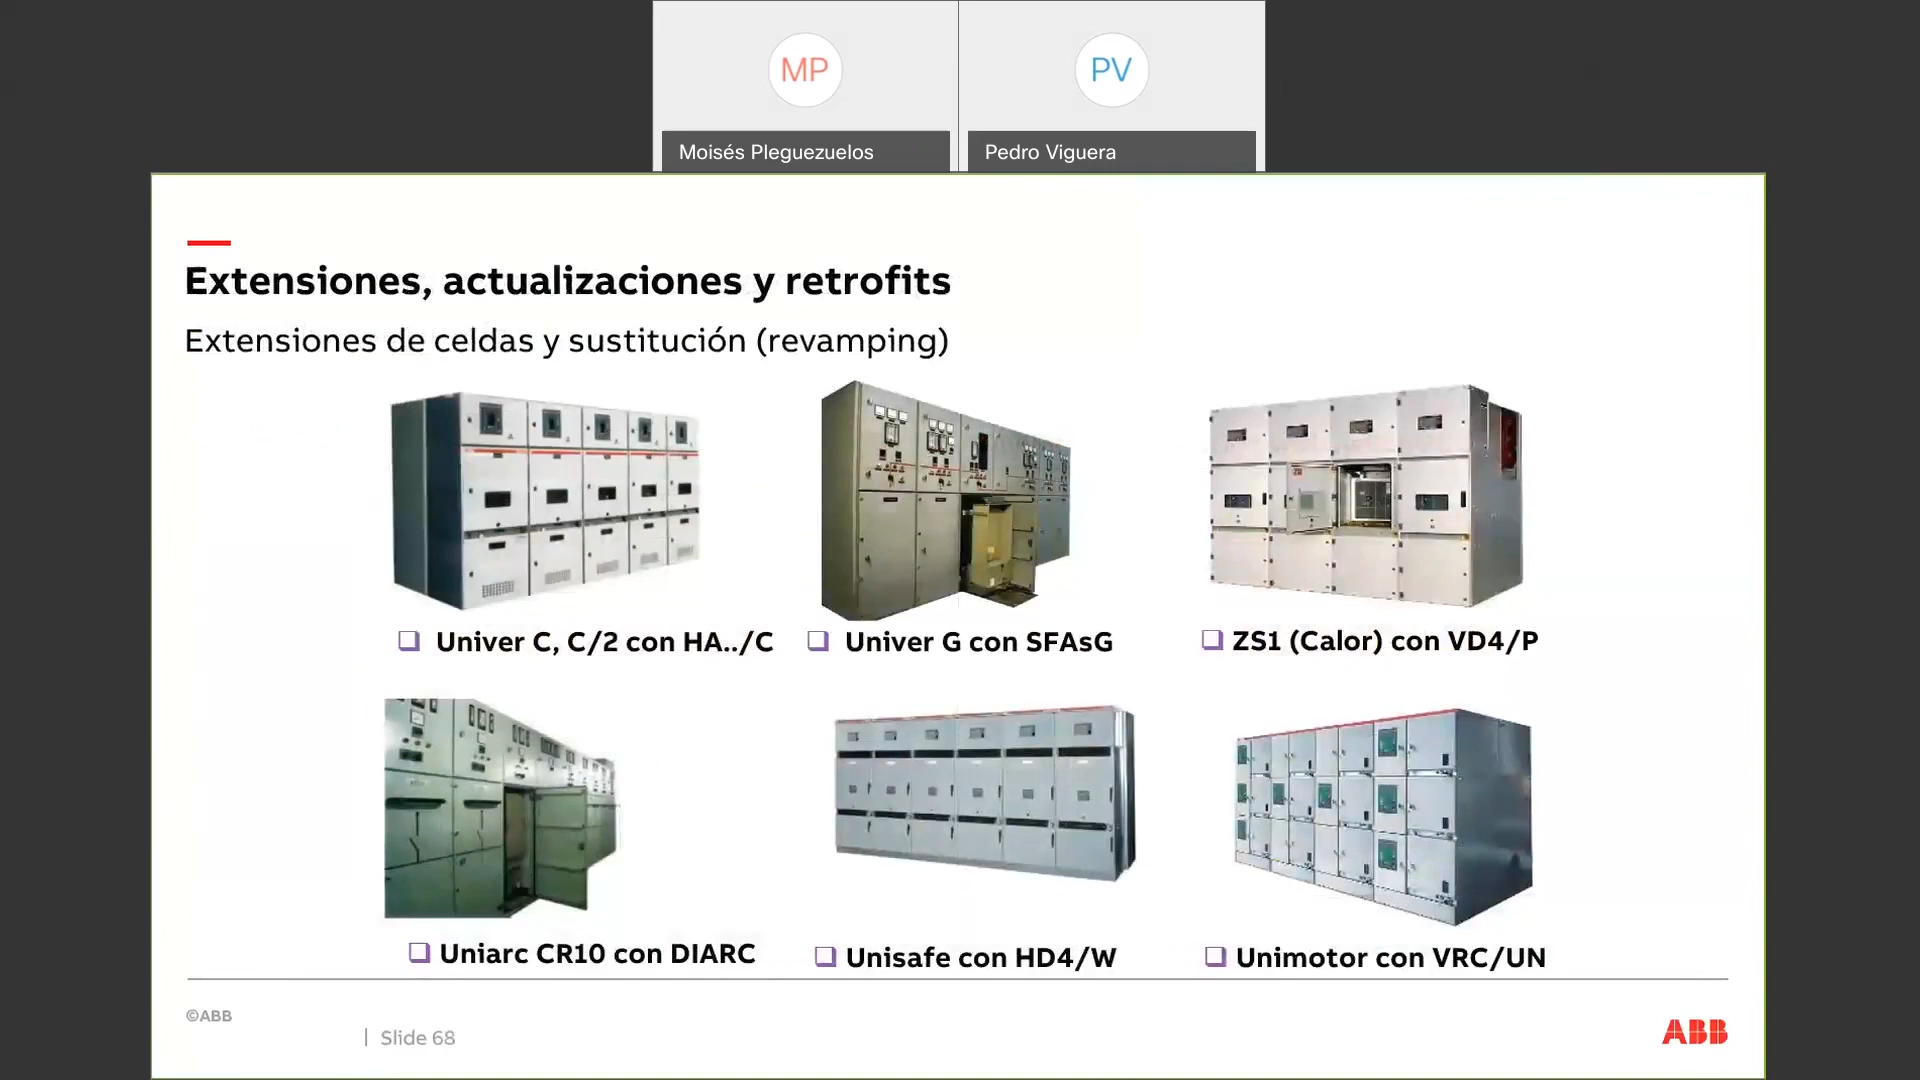 MP
PV
Moisés Pleguezuelos
Pedro Viguera
Extensiones, actualizaciones y retrofits
Extensiones de celdas y sustitución (revamping)
Univer C, C/2 con HA../C
Univer G con SFAsG
ZS1 (Calor) con VD4/P
Uniarc CR10 con DIARC
Unisafe con HD4/W
Unimotor con VRC/UN
©ABB
| Slide 68
ABB